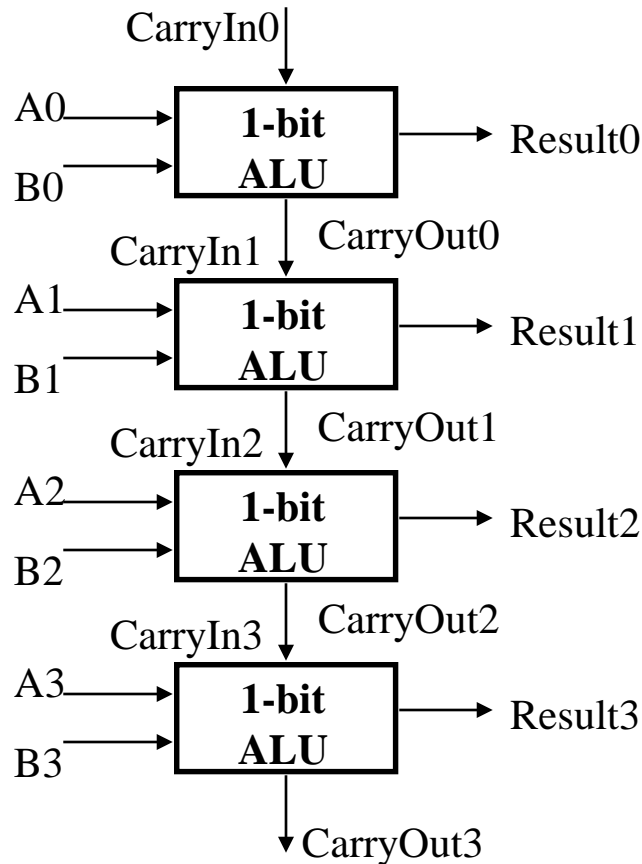 CarryIn0
A0
1-bit
Result0
B0
ALU
CarryOut0
CarryIn1
A1
1-bit
Result1
B1
ALU
CarryOut1
CarryIn2
A2
1-bit
Result2
B2
ALU
CarryOut2
CarryIn3
A3
1-bit
Result3
B3
ALU
CarryOut3